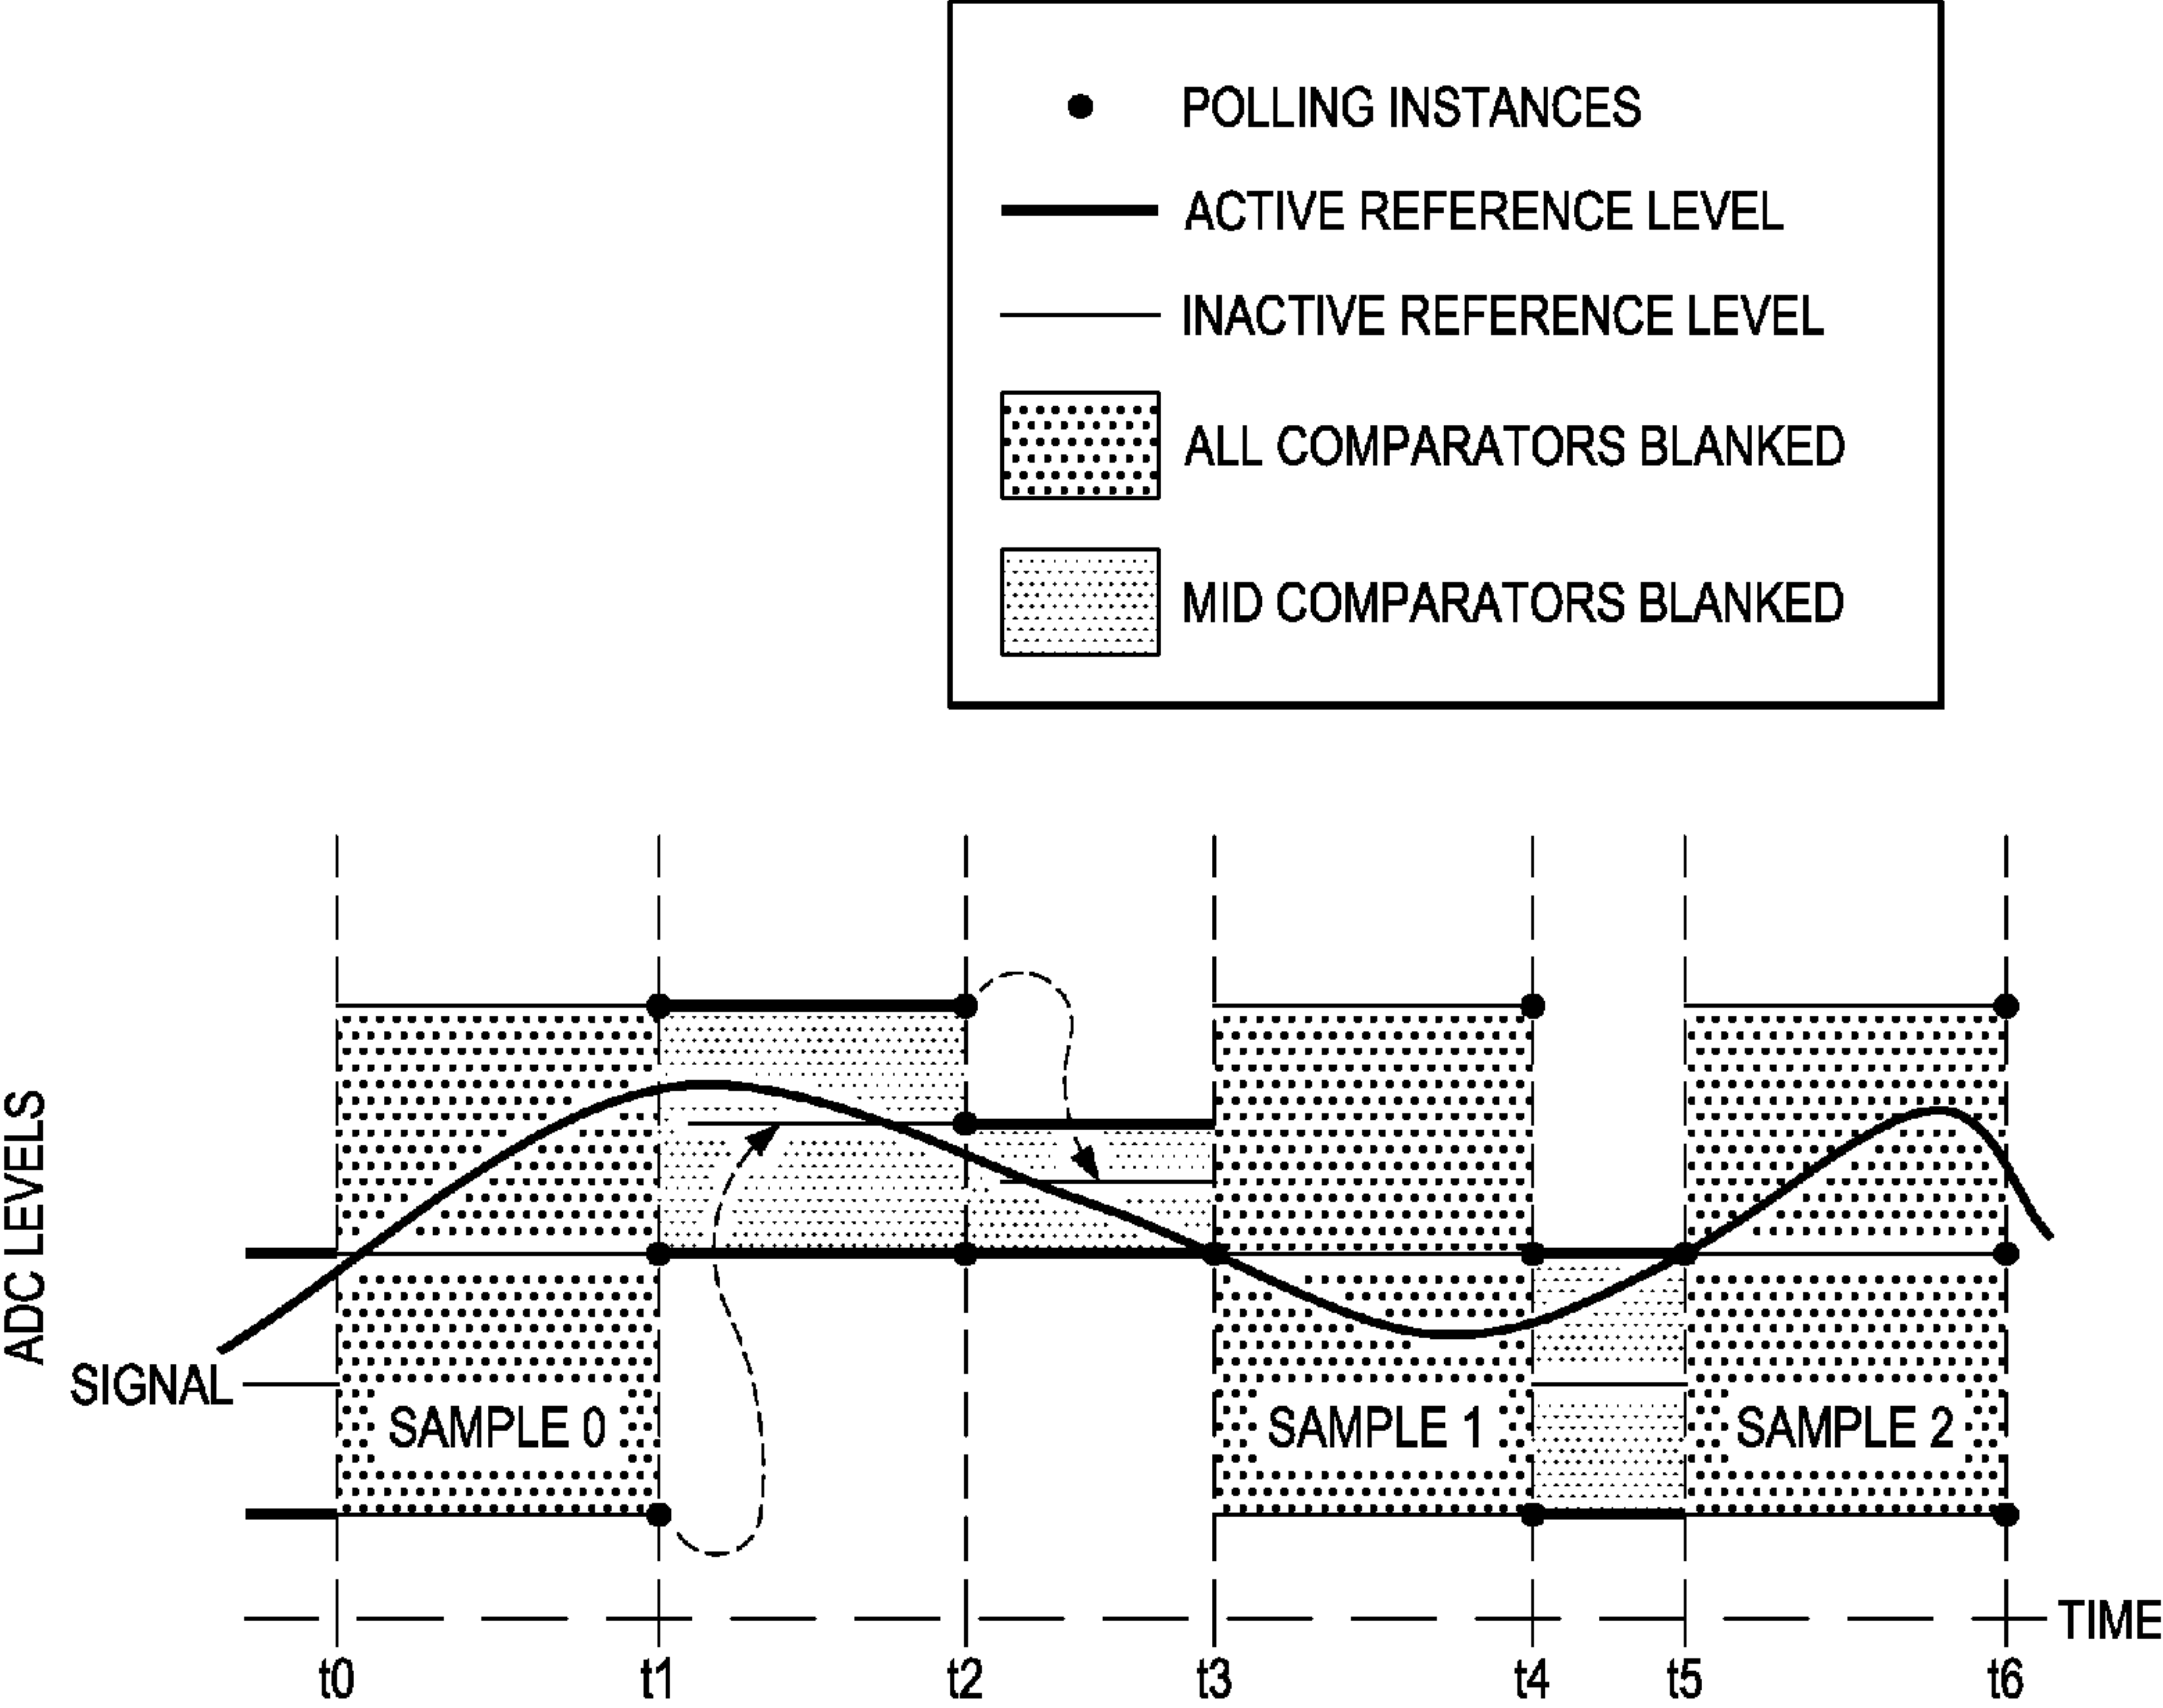 POLLING INSTANCES
ACTIVE REFERENCE LEVEL
INACTIVE REFERENCE LEVEL
ALL COMPARATORS BLANKED
MID COMPARATORS BLANKED
ADC LEVELS
SIGNAL
SAMPLE 0
SAMPLE 1
SAMPLE 2
TIME
t0
t1
t2
t3
t4
t5
t6